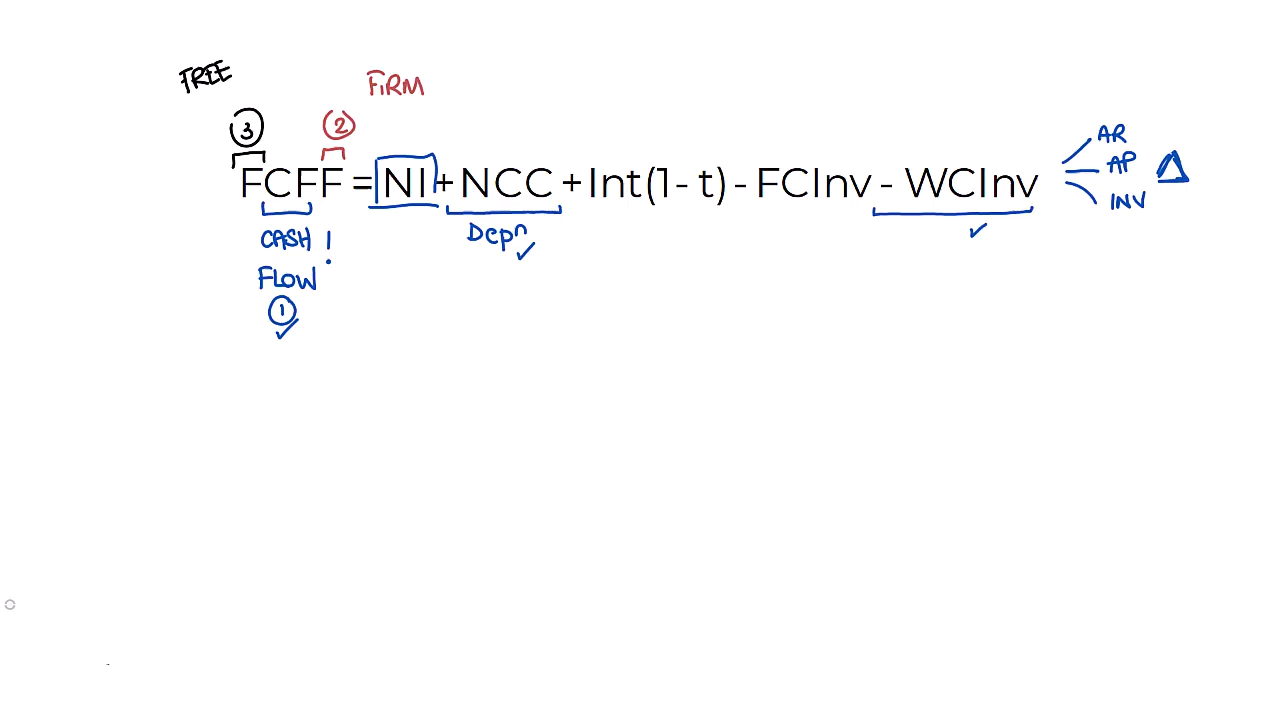 FREE
FIRM
3
2
AR
FCFF = NI + NCC + Int(1 - t) - FCInv - WCInv
AP Δ
INV
CASH !
FLOW
1
Depn